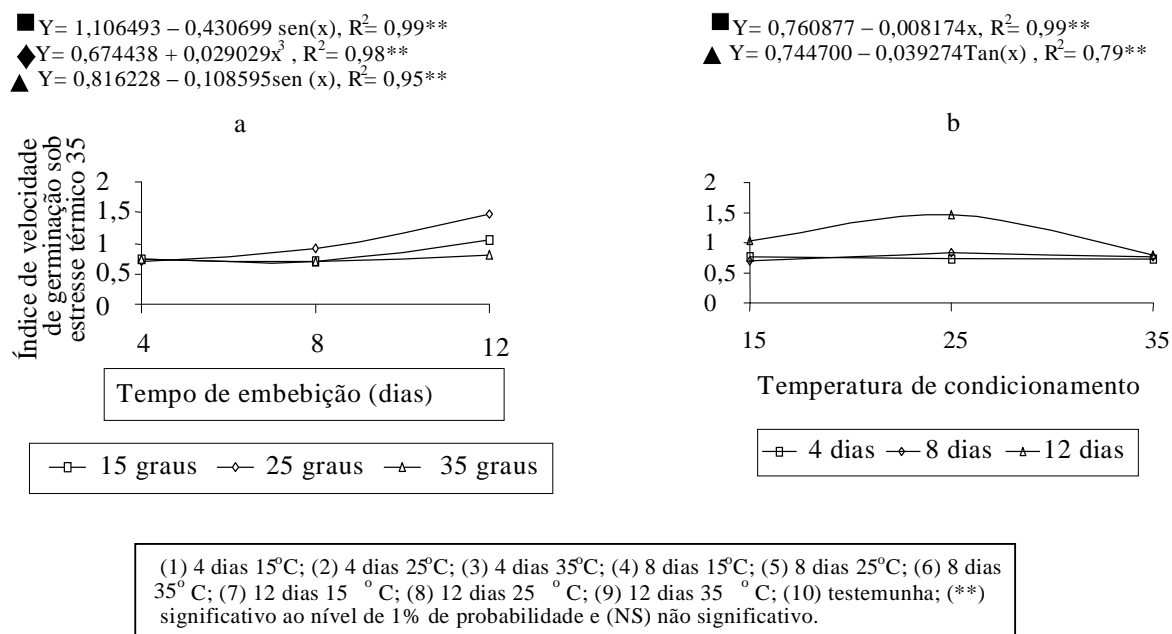 ■ Y= 1,106493 – 0,430699 sen(x), R²= 0,99**
◆Y= 0,674438 + 0,029029x³ , R²= 0,98**
▲ Y= 0,816228 – 0,108595sen (x), R²= 0,95**
■ Y= 0,760877 – 0,008174x, R²= 0,99**
▲ Y= 0,744700 – 0,039274Tan(x) , R²= 0,79**
a
Índice de velocidade
de germinação sob
estresse térmico 35
2
1,5
1
0,5
0
4 8 12
Tempo de embebição (dias)
15 graus 25 graus 35 graus
b
2
1,5
1
0,5
0
15 25 35
Temperatura de condicionamento
4 dias 8 dias 12 dias
(1) 4 dias 15°C; (2) 4 dias 25°C; (3) 4 dias 35°C; (4) 8 dias 15°C; (5) 8 dias 25°C; (6) 8 dias
35° C; (7) 12 dias 15 ° C; (8) 12 dias 25 ° C; (9) 12 dias 35 ° C; (10) testemunha; (**)
significativo ao nível de 1% de probabilidade e (NS) não significativo.